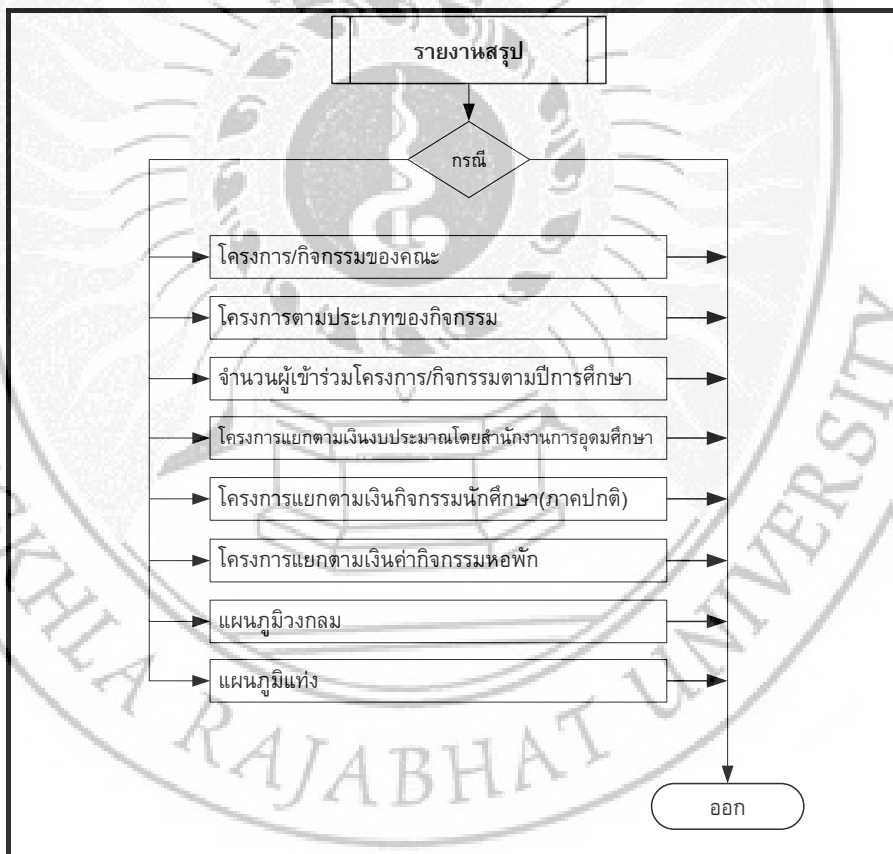 รายงานสรุป
กรณี
โครงการ/กิจกรรมของคณะ
โครงการตามประเภทของกิจกรรม
จำนวนผู้เข้าร่วมโครงการ/กิจกรรมตามปีการศึกษา
โครงการแยกตามเงินงบประมาณโดยสำนักงานการอุดมศึกษา
โครงการแยกตามเงินกิจกรรมนักศึกษา(ภาคปกติ)
โครงการแยกตามเงินค่ากิจกรรมหอพัก
แผนภูมิวงกลม
แผนภูมิแท่ง
ออก
RAJABHAT UNIVERSITY